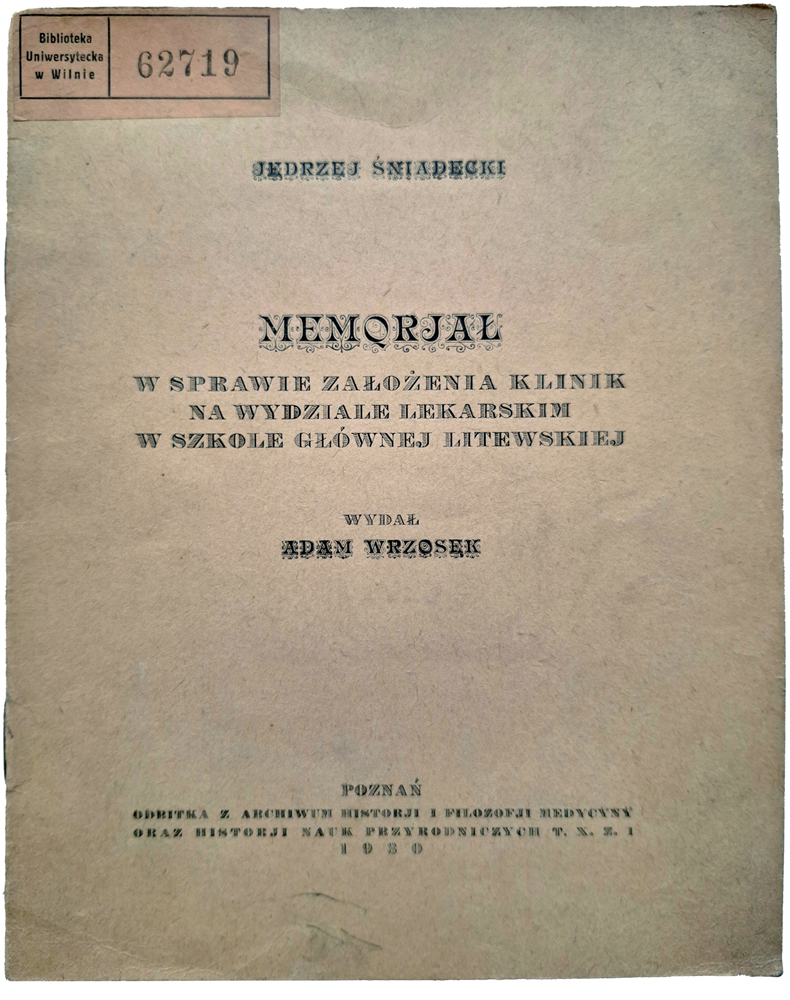 Biblioteka
Uniwersytecka
w Wilnie
62719
JĘDRZEJ ŚNIADECKI
MEMORJAŁ
W SPRAWIE ZAŁOŻENIA KLINIK
NA WYDZIALE LEKARSKIM
W SZKOLE GŁÓWNEJ LITEWSKIEJ
WYDAŁ
ADAM WRZOSEK
POZNAŃ
ODBITKA Z ARCHIWUM HISTORJI I FILOZOFJI MEDYCYNY
ORAZ HISTORJI NAUK PRZYRODNICZYCH T. X. Z. 1
1930